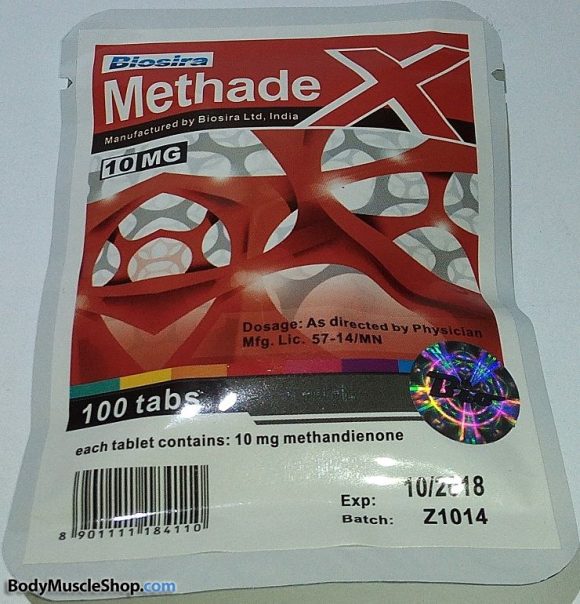 Biosira
Methade X
Manufactured by Biosira Ltd, India
10 MG
Dosage: As directed by Physician
Mfg. Lic. 57-14/MN
100 tabs
each tablet contains: 10 mg methandienone
8 901111 184110
Exp: 10/2018
Batch: Z1014
BodyMuscleShop.com